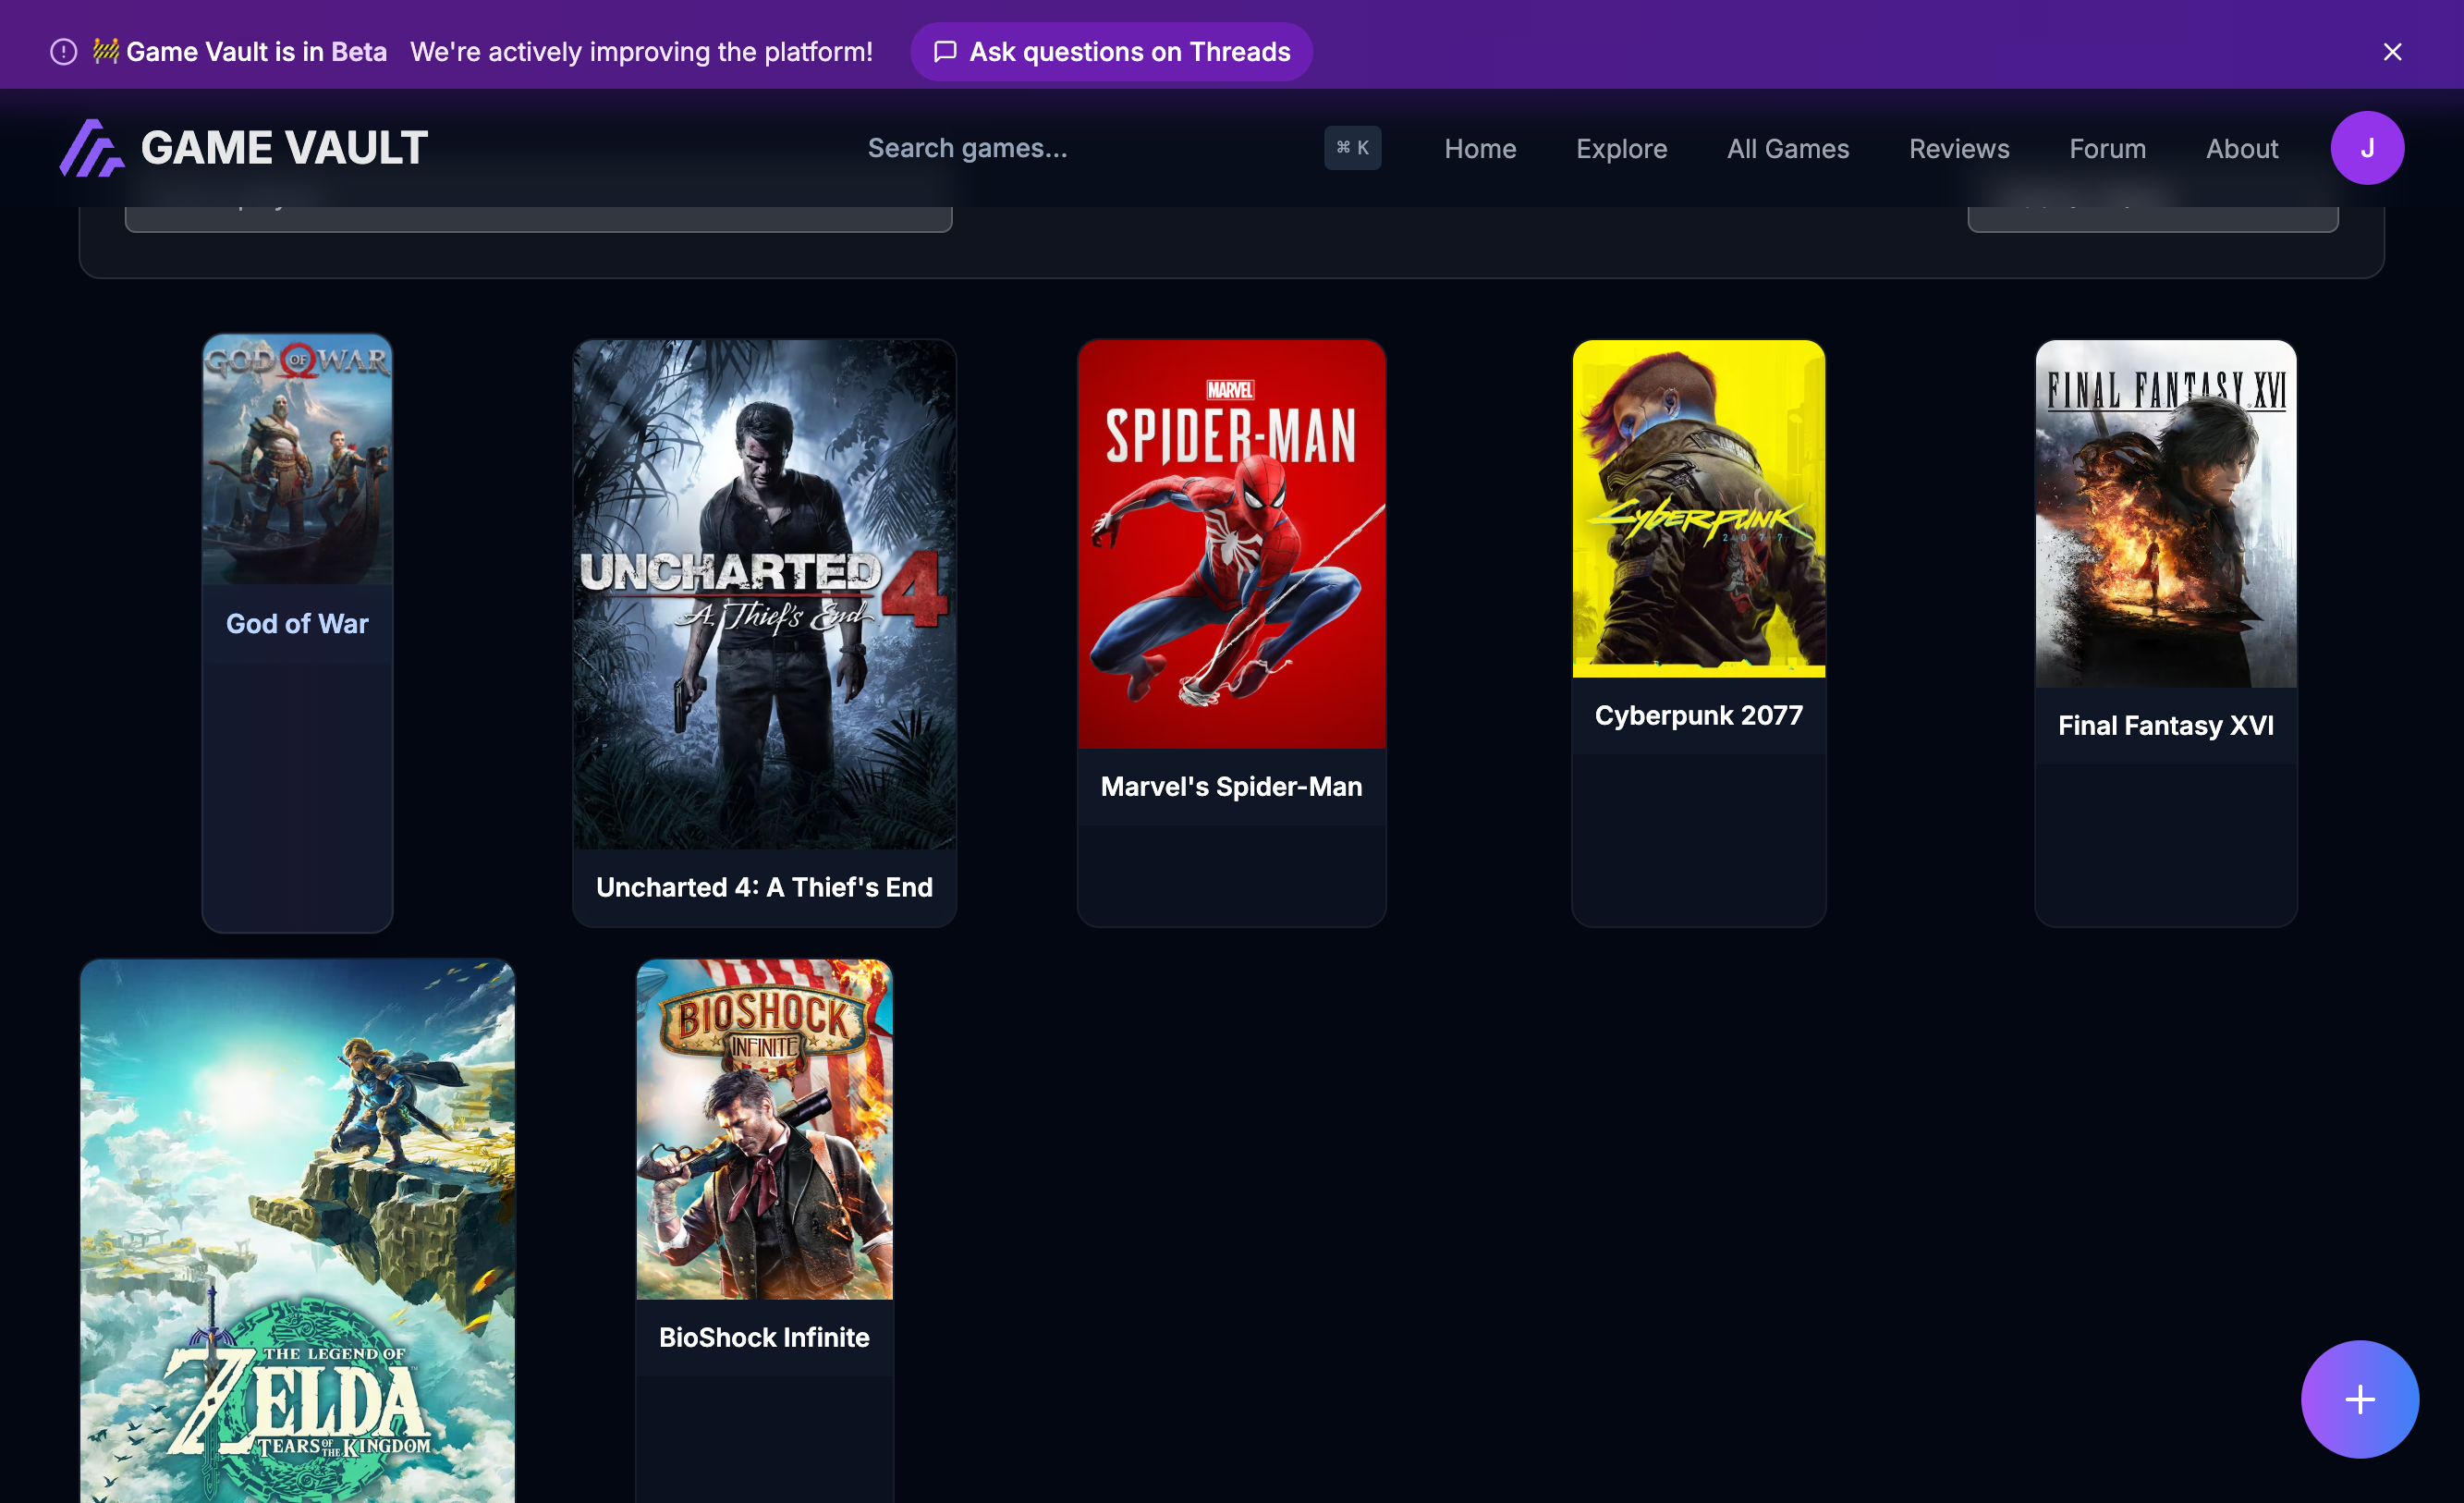 🚧 Game Vault is in Beta We're actively improving the platform! Ask questions on Threads
GAME VAULT Search games... ⌘ K Home Explore All Games Reviews Forum About J
GOD OF WAR
God of War
UNCHARTED 4
A Thief's End
Uncharted 4: A Thief's End
MARVEL
SPIDER-MAN
Marvel's Spider-Man
CYBERPUNK
2077
Cyberpunk 2077
FINAL FANTASY XVI
Final Fantasy XVI
THE LEGEND OF
ZELDA
TEARS OF THE KINGDOM
BIOSHOCK
INFINITE
BioShock Infinite